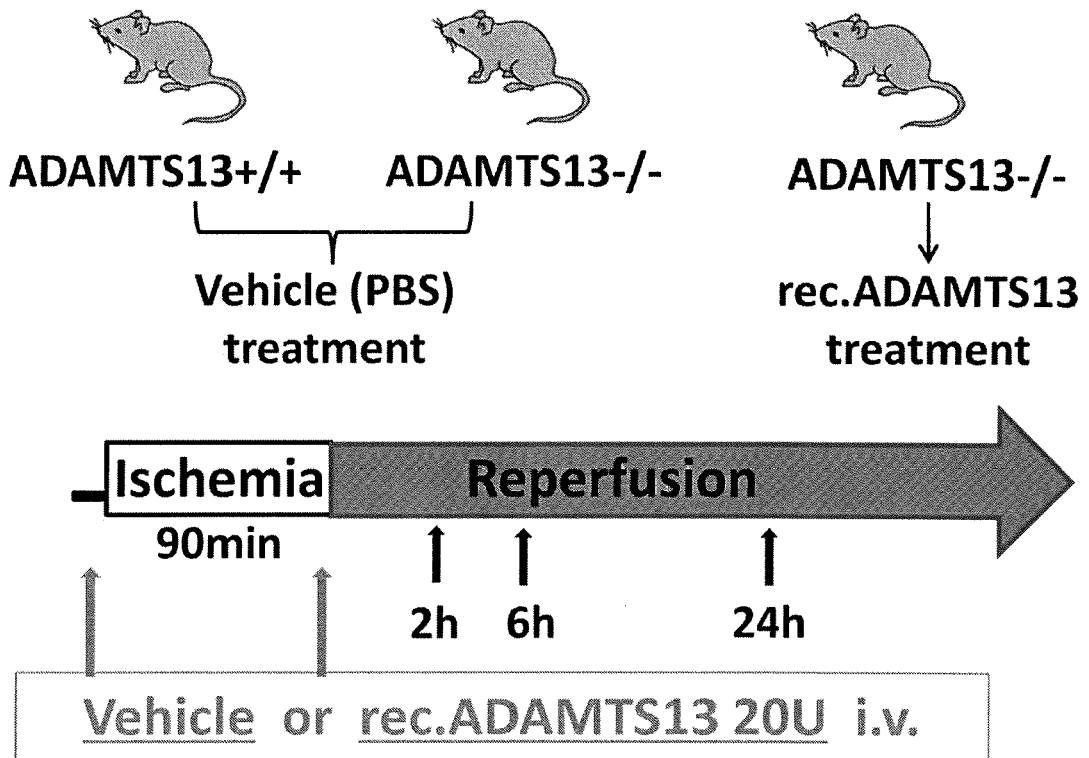 ADAMTS13+/+ ADAMTS13-/- ADAMTS13-/-
Vehicle (PBS)
treatment
rec.ADAMTS13
treatment
Ischemia Reperfusion
90min
2h 6h 24h
Vehicle or rec.ADAMTS13 20U i.v.